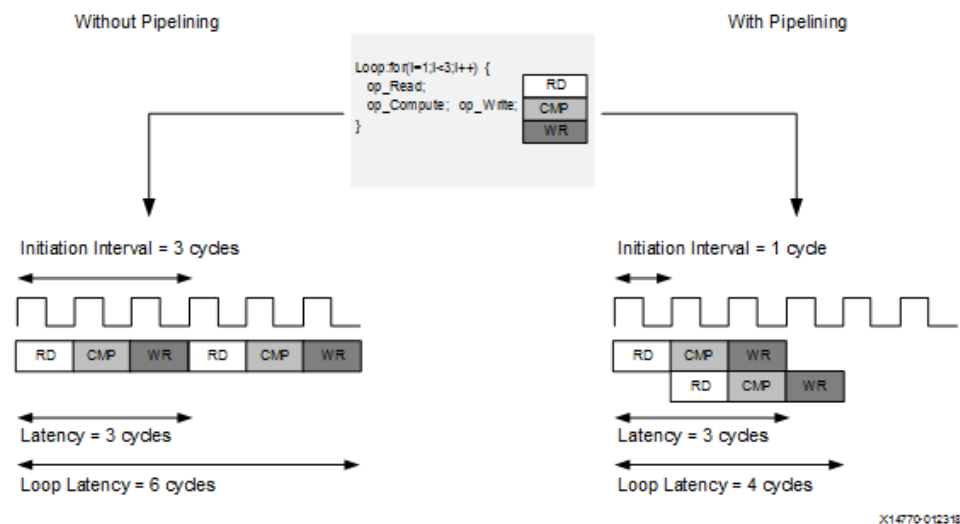 Without Pipelining
With Pipelining
Loop:for(i=1;i<3;i++) {
op_Read;
op_Compute; op_Write;
}
RD
CMP
WR
Initiation Interval = 3 cycles
RD CMP WR RD CMP WR
Latency = 3 cycles
Loop Latency = 6 cycles
Initiation Interval = 1 cycle
RD CMP WR
RD CMP WR
Latency = 3 cycles
Loop Latency = 4 cycles
X14770-012318